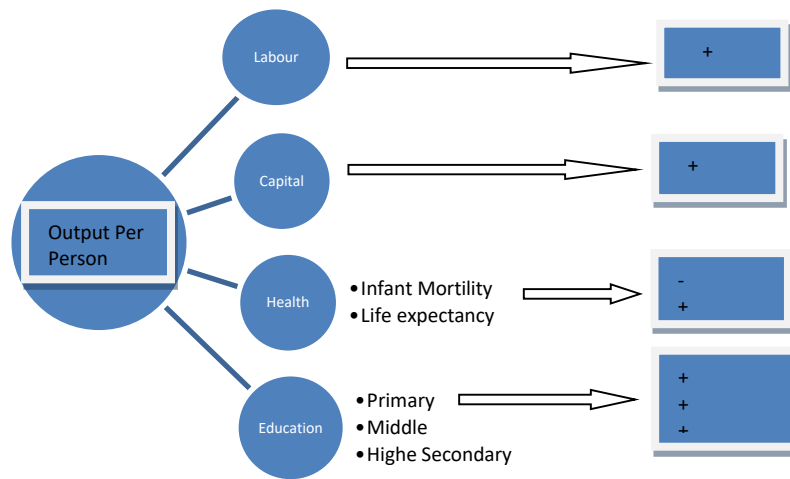 Labour
+
Capital
+
Output Per
Person
Health
•Infant Mortility
•Life expectancy
-
+
Education
•Primary
•Middle
•Highe Secondary
+
+
+